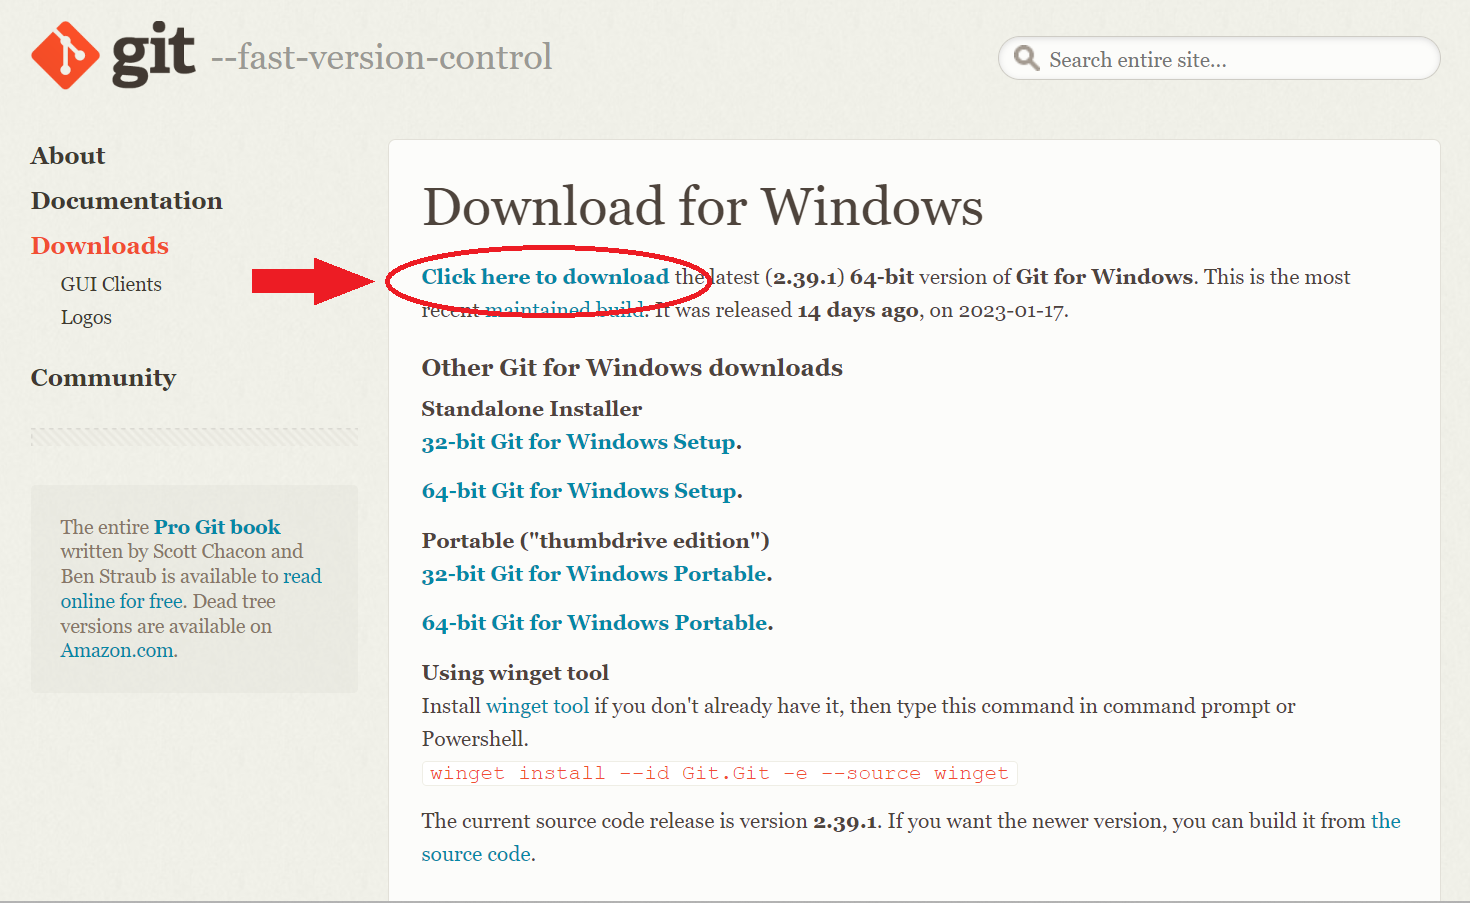 git --fast-version-control
Search entire site...
About
Documentation
Downloads
GUI Clients
Logos
Community
The entire Pro Git book
written by Scott Chacon and
Ben Straub is available to read
online for free. Dead tree
versions are available on
Amazon.com.
Download for Windows
Click here to download the latest (2.39.1) 64-bit version of Git for Windows. This is the most
recent maintained build. It was released 14 days ago, on 2023-01-17.
Other Git for Windows downloads
Standalone Installer
32-bit Git for Windows Setup.
64-bit Git for Windows Setup.
Portable ("thumbdrive edition")
32-bit Git for Windows Portable.
64-bit Git for Windows Portable.
Using winget tool
Install winget tool if you don't already have it, then type this command in command prompt or
Powershell.
winget install --id Git.Git -e --source winget
The current source code release is version 2.39.1. If you want the newer version, you can build it from the
source code.